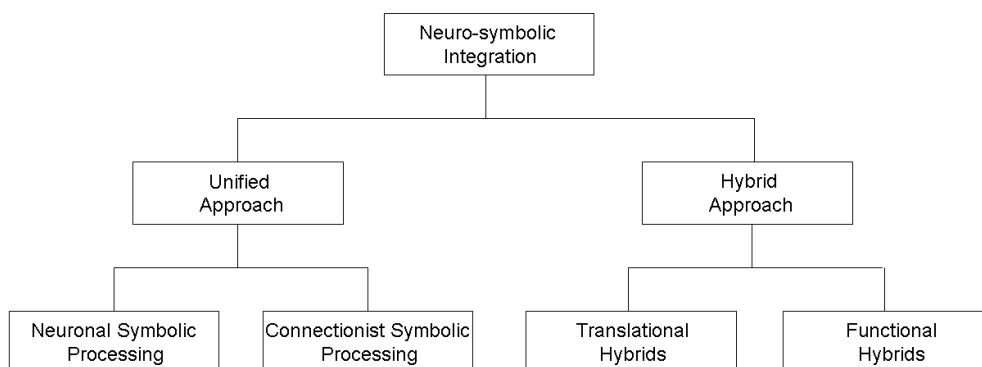 Neuro-symbolic
Integration
Unified
Approach
Hybrid
Approach
Neuronal Symbolic
Processing
Connectionist Symbolic
Processing
Translational
Hybrids
Functional
Hybrids